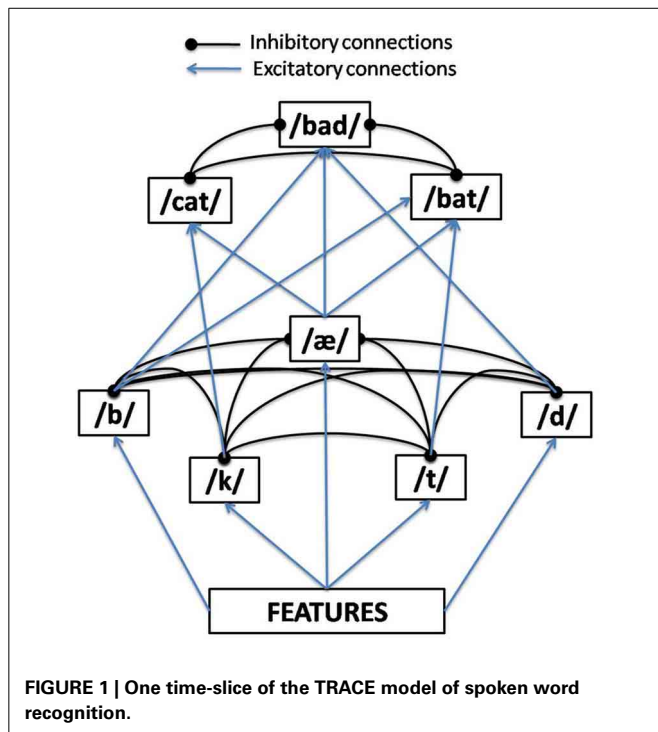 Inhibitory connections
Excitatory connections
/bad/
/cat/
/bat/
/æ/
/b/
/d/
/k/
/t/
FEATURES
FIGURE 1 | One time-slice of the TRACE model of spoken word
recognition.